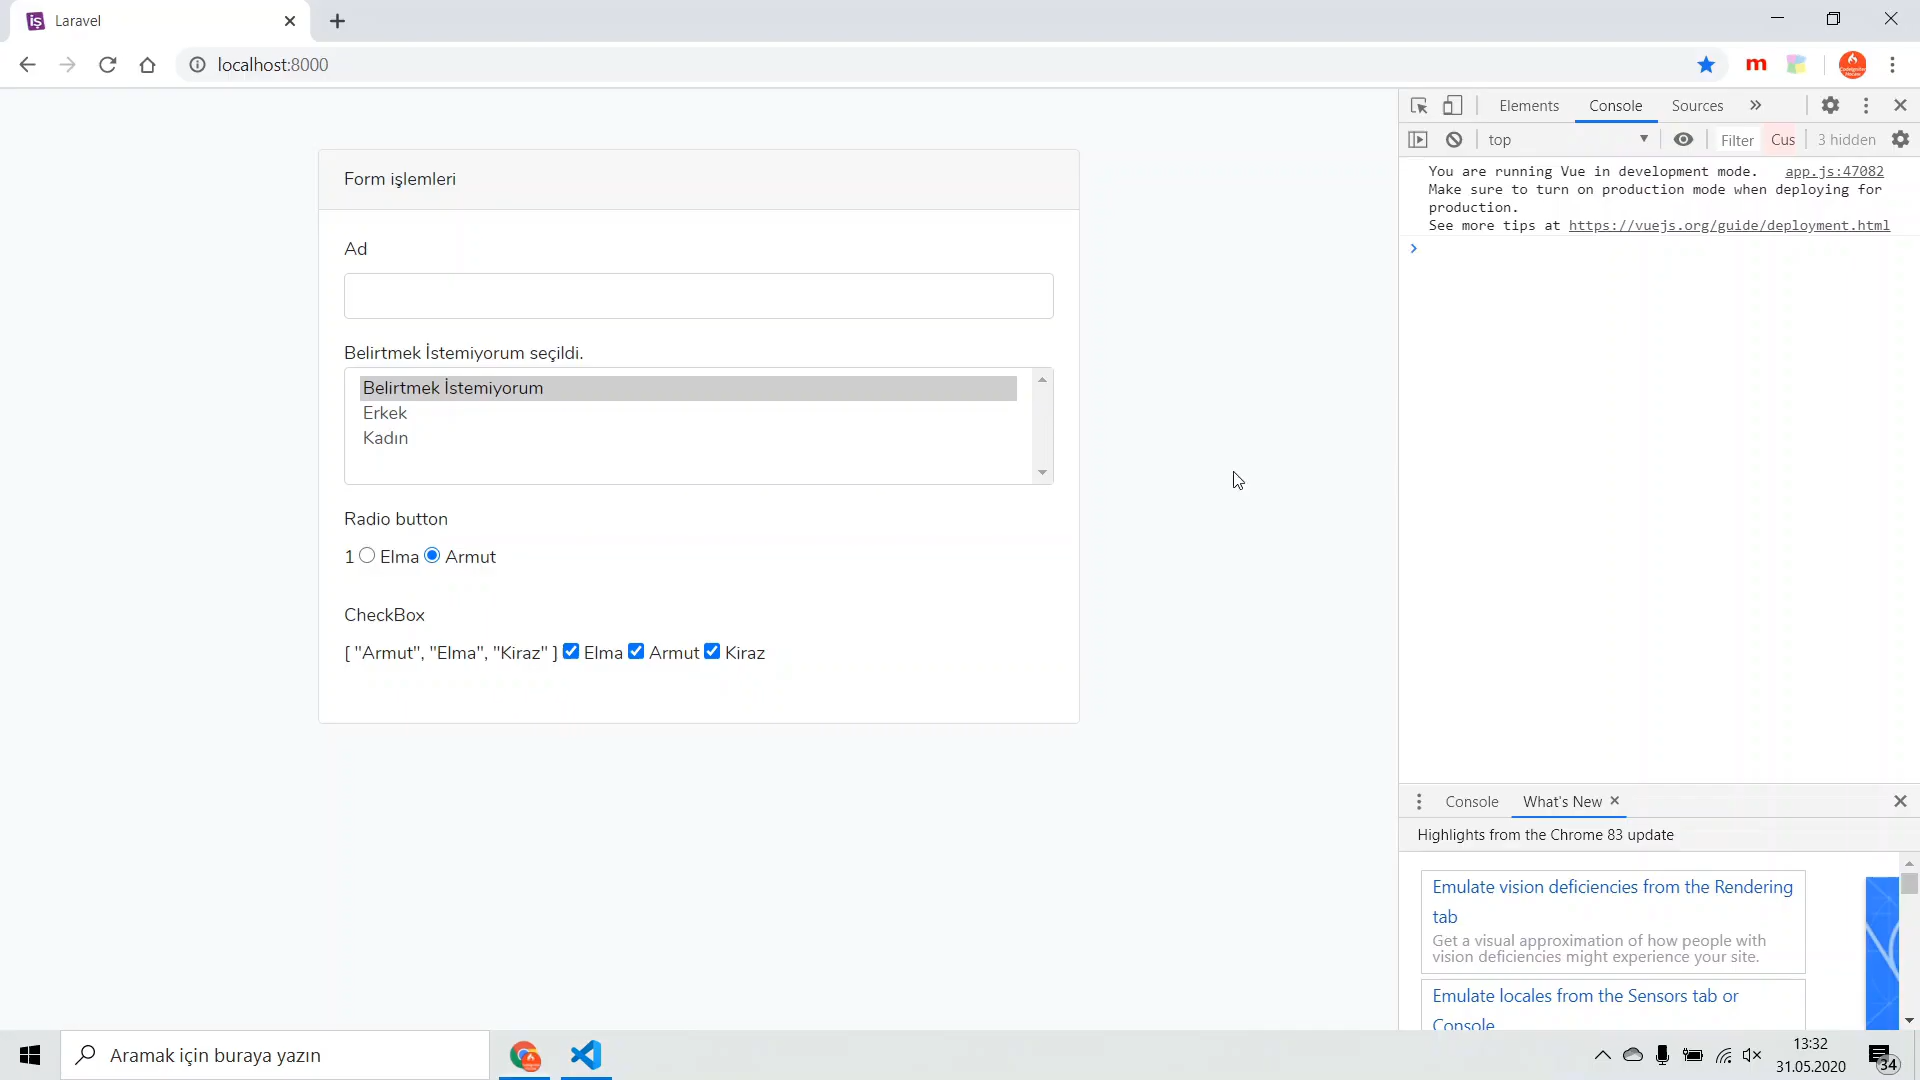 Laravel
localhost:8000
m
Elements Console Sources
top Filter Cus 3 hidden
You are running Vue in development mode. app.js:47082
Make sure to turn on production mode when deploying for
production.
See more tips at https://vuejs.org/guide/deployment.html
Form işlemleri
Ad
Belirtmek İstemiyorum seçildi.
Belirtmek İstemiyorum
Erkek
Kadın
Radio button
1 Elma Armut
CheckBox
[ "Armut", "Elma", "Kiraz" ] Elma Armut Kiraz
Console What's New
Highlights from the Chrome 83 update
Emulate vision deficiencies from the Rendering
tab
Get a visual approximation of how people with
vision deficiencies might experience your site.
Emulate locales from the Sensors tab or
Console
Aramak için buraya yazın
13:32
31.05.2020
34